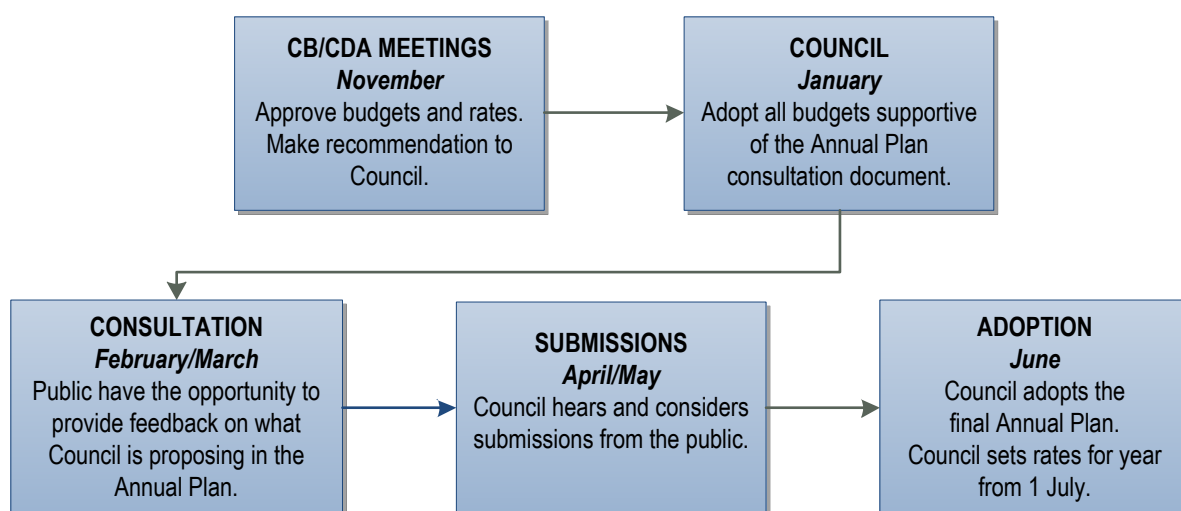 CB/CDA MEETINGS
November
Approve budgets and rates.
Make recommendation to
Council.
COUNCIL
January
Adopt all budgets supportive
of the Annual Plan
consultation document.
CONSULTATION
February/March
Public have the opportunity to
provide feedback on what
Council is proposing in the
Annual Plan.
SUBMISSIONS
April/May
Council hears and considers
submissions from the public.
ADOPTION
June
Council adopts the
final Annual Plan.
Council sets rates for year
from 1 July.